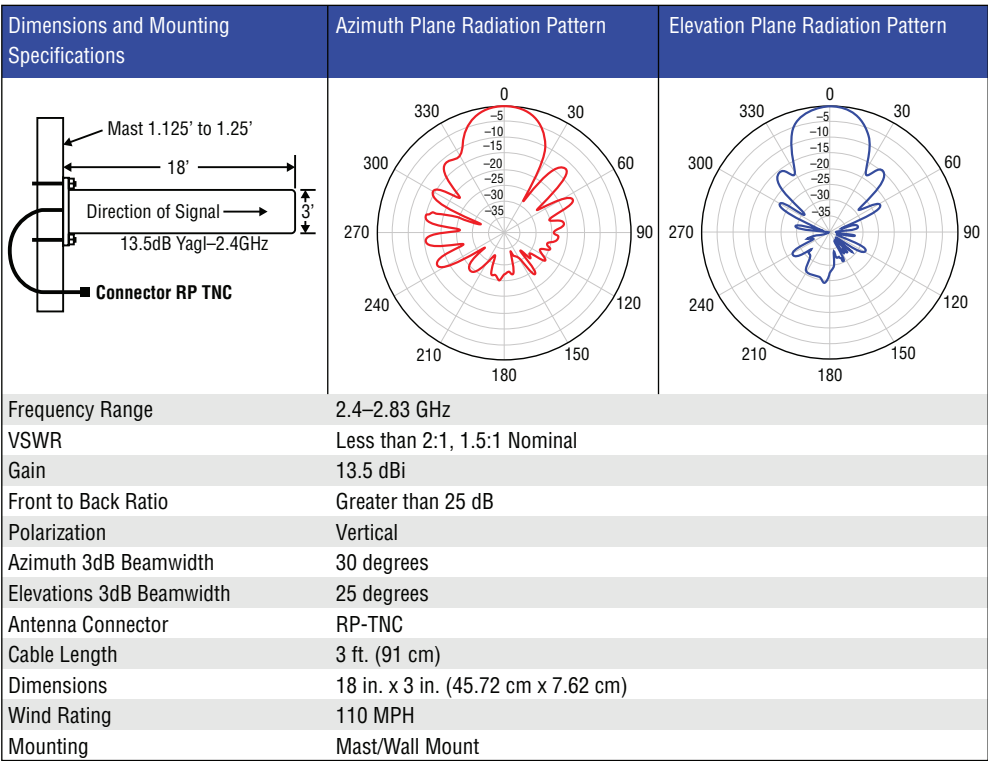 Dimensions and Mounting
Specifications
Azimuth Plane Radiation Pattern
Elevation Plane Radiation Pattern
Mast 1.125’ to 1.25’
18’
3’
Direction of Signal
13.5dB YagI–2.4GHz
Connector RP TNC
0
330
30
–5
–10
–15
–20
–25
–30
–35
300
60
270
90
240
120
210
150
180
0
330
30
–5
–10
–15
–20
–25
–30
–35
300
60
270
90
240
120
210
150
180
Frequency Range 2.4–2.83 GHz
VSWR Less than 2:1, 1.5:1 Nominal
Gain 13.5 dBi
Front to Back Ratio Greater than 25 dB
Polarization Vertical
Azimuth 3dB Beamwidth 30 degrees
Elevations 3dB Beamwidth 25 degrees
Antenna Connector RP-TNC
Cable Length 3 ft. (91 cm)
Dimensions 18 in. x 3 in. (45.72 cm x 7.62 cm)
Wind Rating 110 MPH
Mounting Mast/Wall Mount